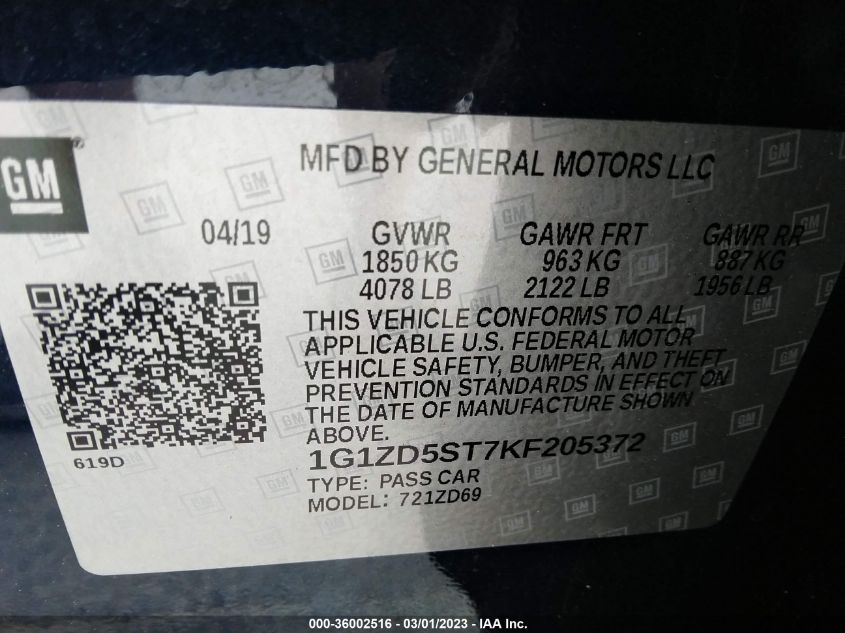 GM
MFD BY GENERAL MOTORS LLC
04/19 GVWR GAWR FRT GAWR RR
1850 KG 963 KG 887 KG
4078 LB 2122 LB 1956 LB
THIS VEHICLE CONFORMS TO ALL
APPLICABLE U.S. FEDERAL MOTOR
VEHICLE SAFETY, BUMPER, AND THEFT
PREVENTION STANDARDS IN EFFECT ON
THE DATE OF MANUFACTURE SHOWN
ABOVE.
619D
1G1ZD5ST7KF205372
TYPE: PASS CAR
MODEL: 721ZD69
000-36002516 - 03/01/2023 - © IAA Inc.